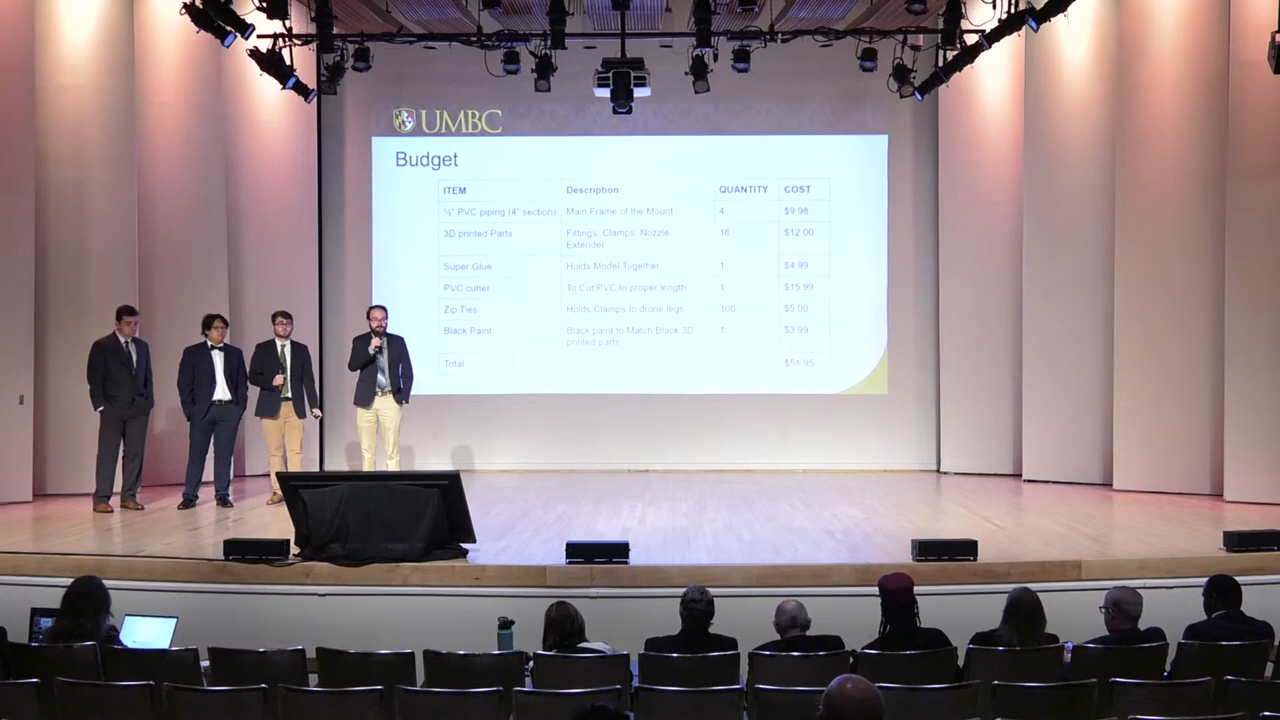 UMBC
Budget
ITEM Description QUANTITY COST
½" PVC piping (4" section) Main Frame of the Mount 4 $9.98
3D printed Parts Fittings, Clamps, Nozzle Extender 16 $12.00
Super Glue Holds Model Together 1 $4.99
PVC cutter To Cut PVC to proper length 1 $15.99
Zip Ties Holds Clamps to drone legs 100 $5.00
Black Paint Black paint to Match Black 3D printed parts 1 $3.99
Total $51.95